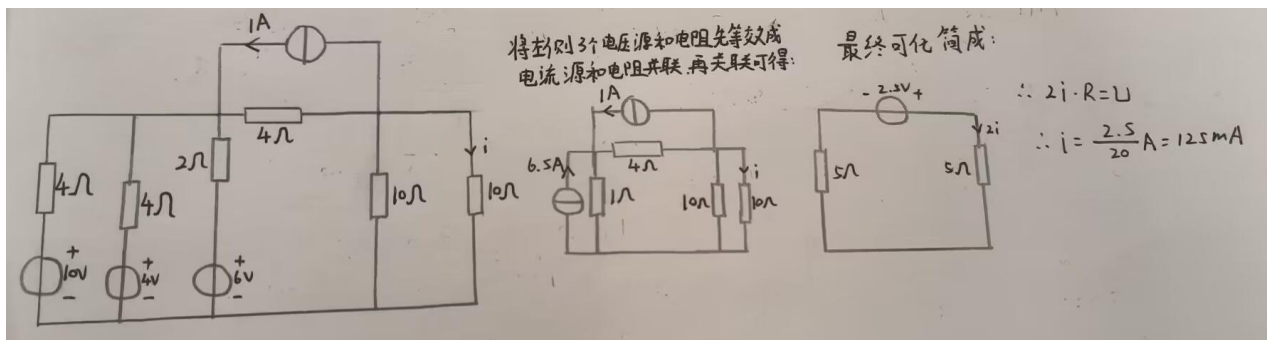 1A
4Ω
2Ω
4Ω
4Ω
10Ω
i
10Ω
+
10V
-
+
4V
-
+
6V
-
将左侧3个电压源和电阻先等效成
电流源和电阻并联,再关联可得:
1A
6.5A
4Ω
i
1Ω
10Ω
10Ω
最终可化简成:
- 2.5V +
2i
5Ω
5Ω
∴ 2i·R=U
∴ i=2.5/20 A=125mA